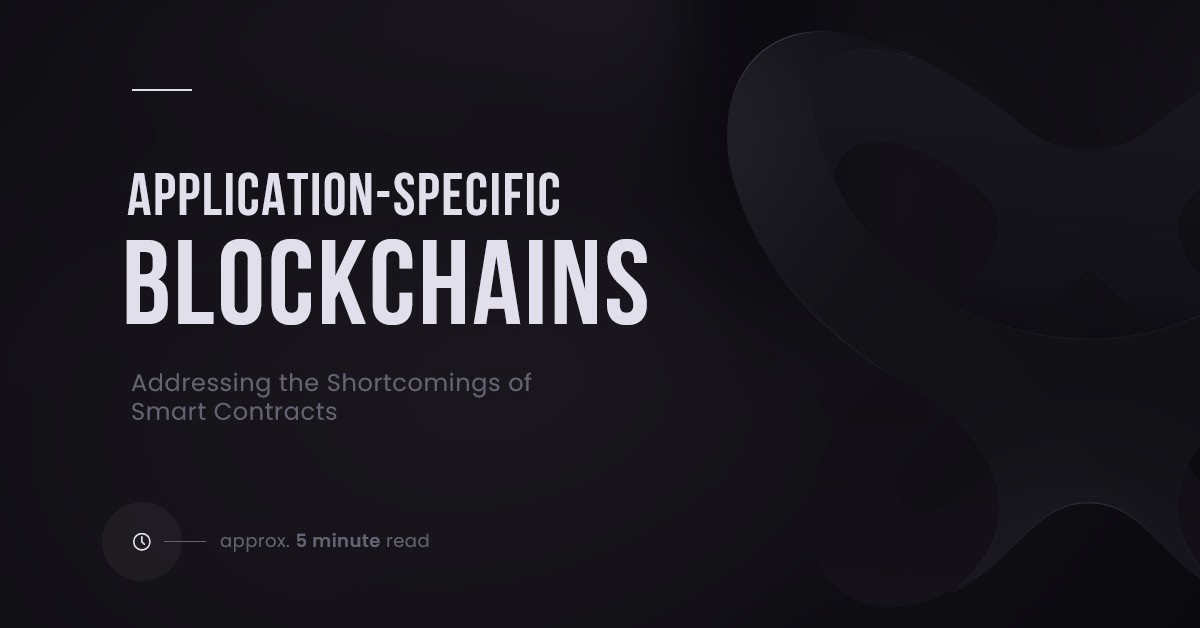 APPLICATION-SPECIFIC
BLOCKCHAINS
Addressing the Shortcomings of
Smart Contracts
approx. 5 minute read